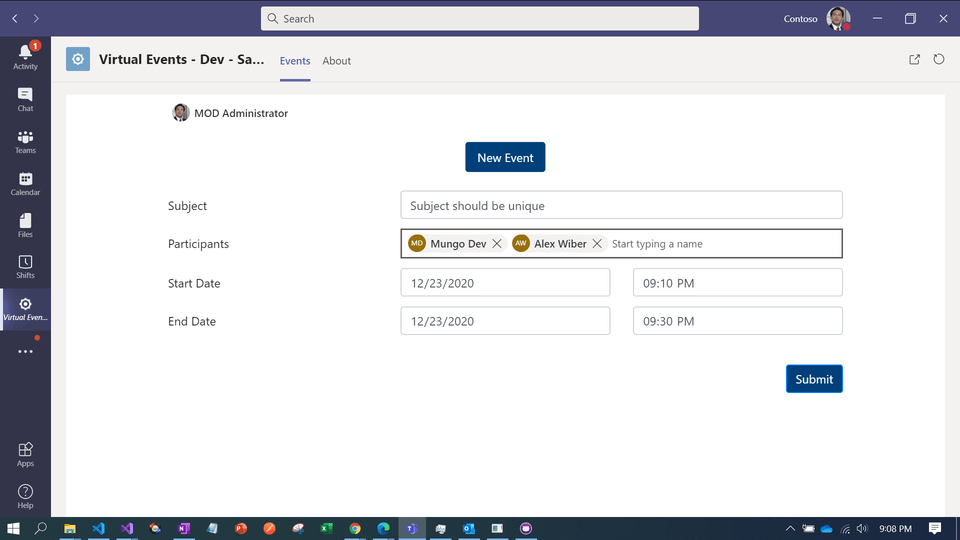 Search
Contoso
1
Activity
Chat
Teams
Calendar
Files
Shifts
Virtual Even...
Apps
Help
Virtual Events - Dev - Sa...
Events
About
MOD Administrator
New Event
Subject
Subject should be unique
Participants
MD Mungo Dev AW Alex Wiber Start typing a name
Start Date
12/23/2020
09:10 PM
End Date
12/23/2020
09:30 PM
Submit
9:08 PM